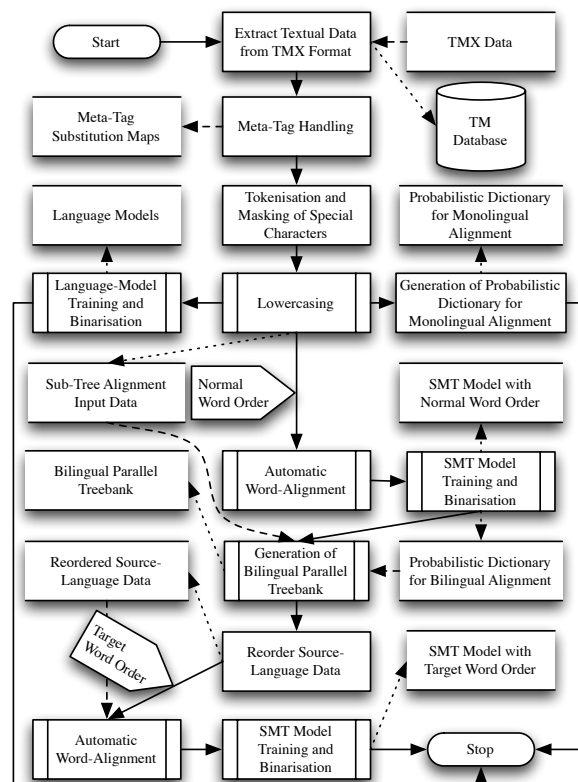 Start
Extract Textual Data
from TMX Format
TMX Data
Meta-Tag
Substitution Maps
Meta-Tag Handling
TM
Database
Language Models
Tokenisation and
Masking of Special
Characters
Probabilistic Dictionary
for Monolingual
Alignment
Language-Model
Training and
Binarisation
Lowercasing
Generation of Probabilistic
Dictionary for
Monolingual Alignment
Sub-Tree Alignment
Input Data
Normal
Word Order
SMT Model with
Normal Word Order
Bilingual Parallel
Treebank
Automatic
Word-Alignment
SMT Model
Training and
Binarisation
Reordered Source-
Language Data
Generation of
Bilingual Parallel
Treebank
Probabilistic Dictionary
for Bilingual Alignment
Target
Word Order
Reorder Source-
Language Data
SMT Model with
Target Word Order
Automatic
Word-Alignment
SMT Model
Training and
Binarisation
Stop